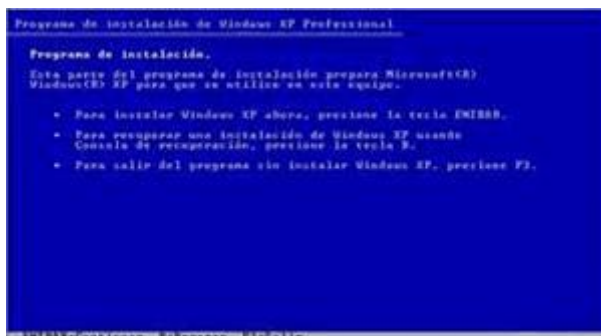 Programa de instalación de Windows XP Professional
Programa de instalación.
Esta parte del programa de instalación prepara Microsoft(R)
Windows(R) XP para que se utilice en este equipo.
• Para instalar Windows XP ahora, presione la tecla ENTRAR.
• Para recuperar una instalación de Windows XP usando
Consola de recuperación, presione la tecla R.
• Para salir del programa sin instalar Windows XP, presione F3.